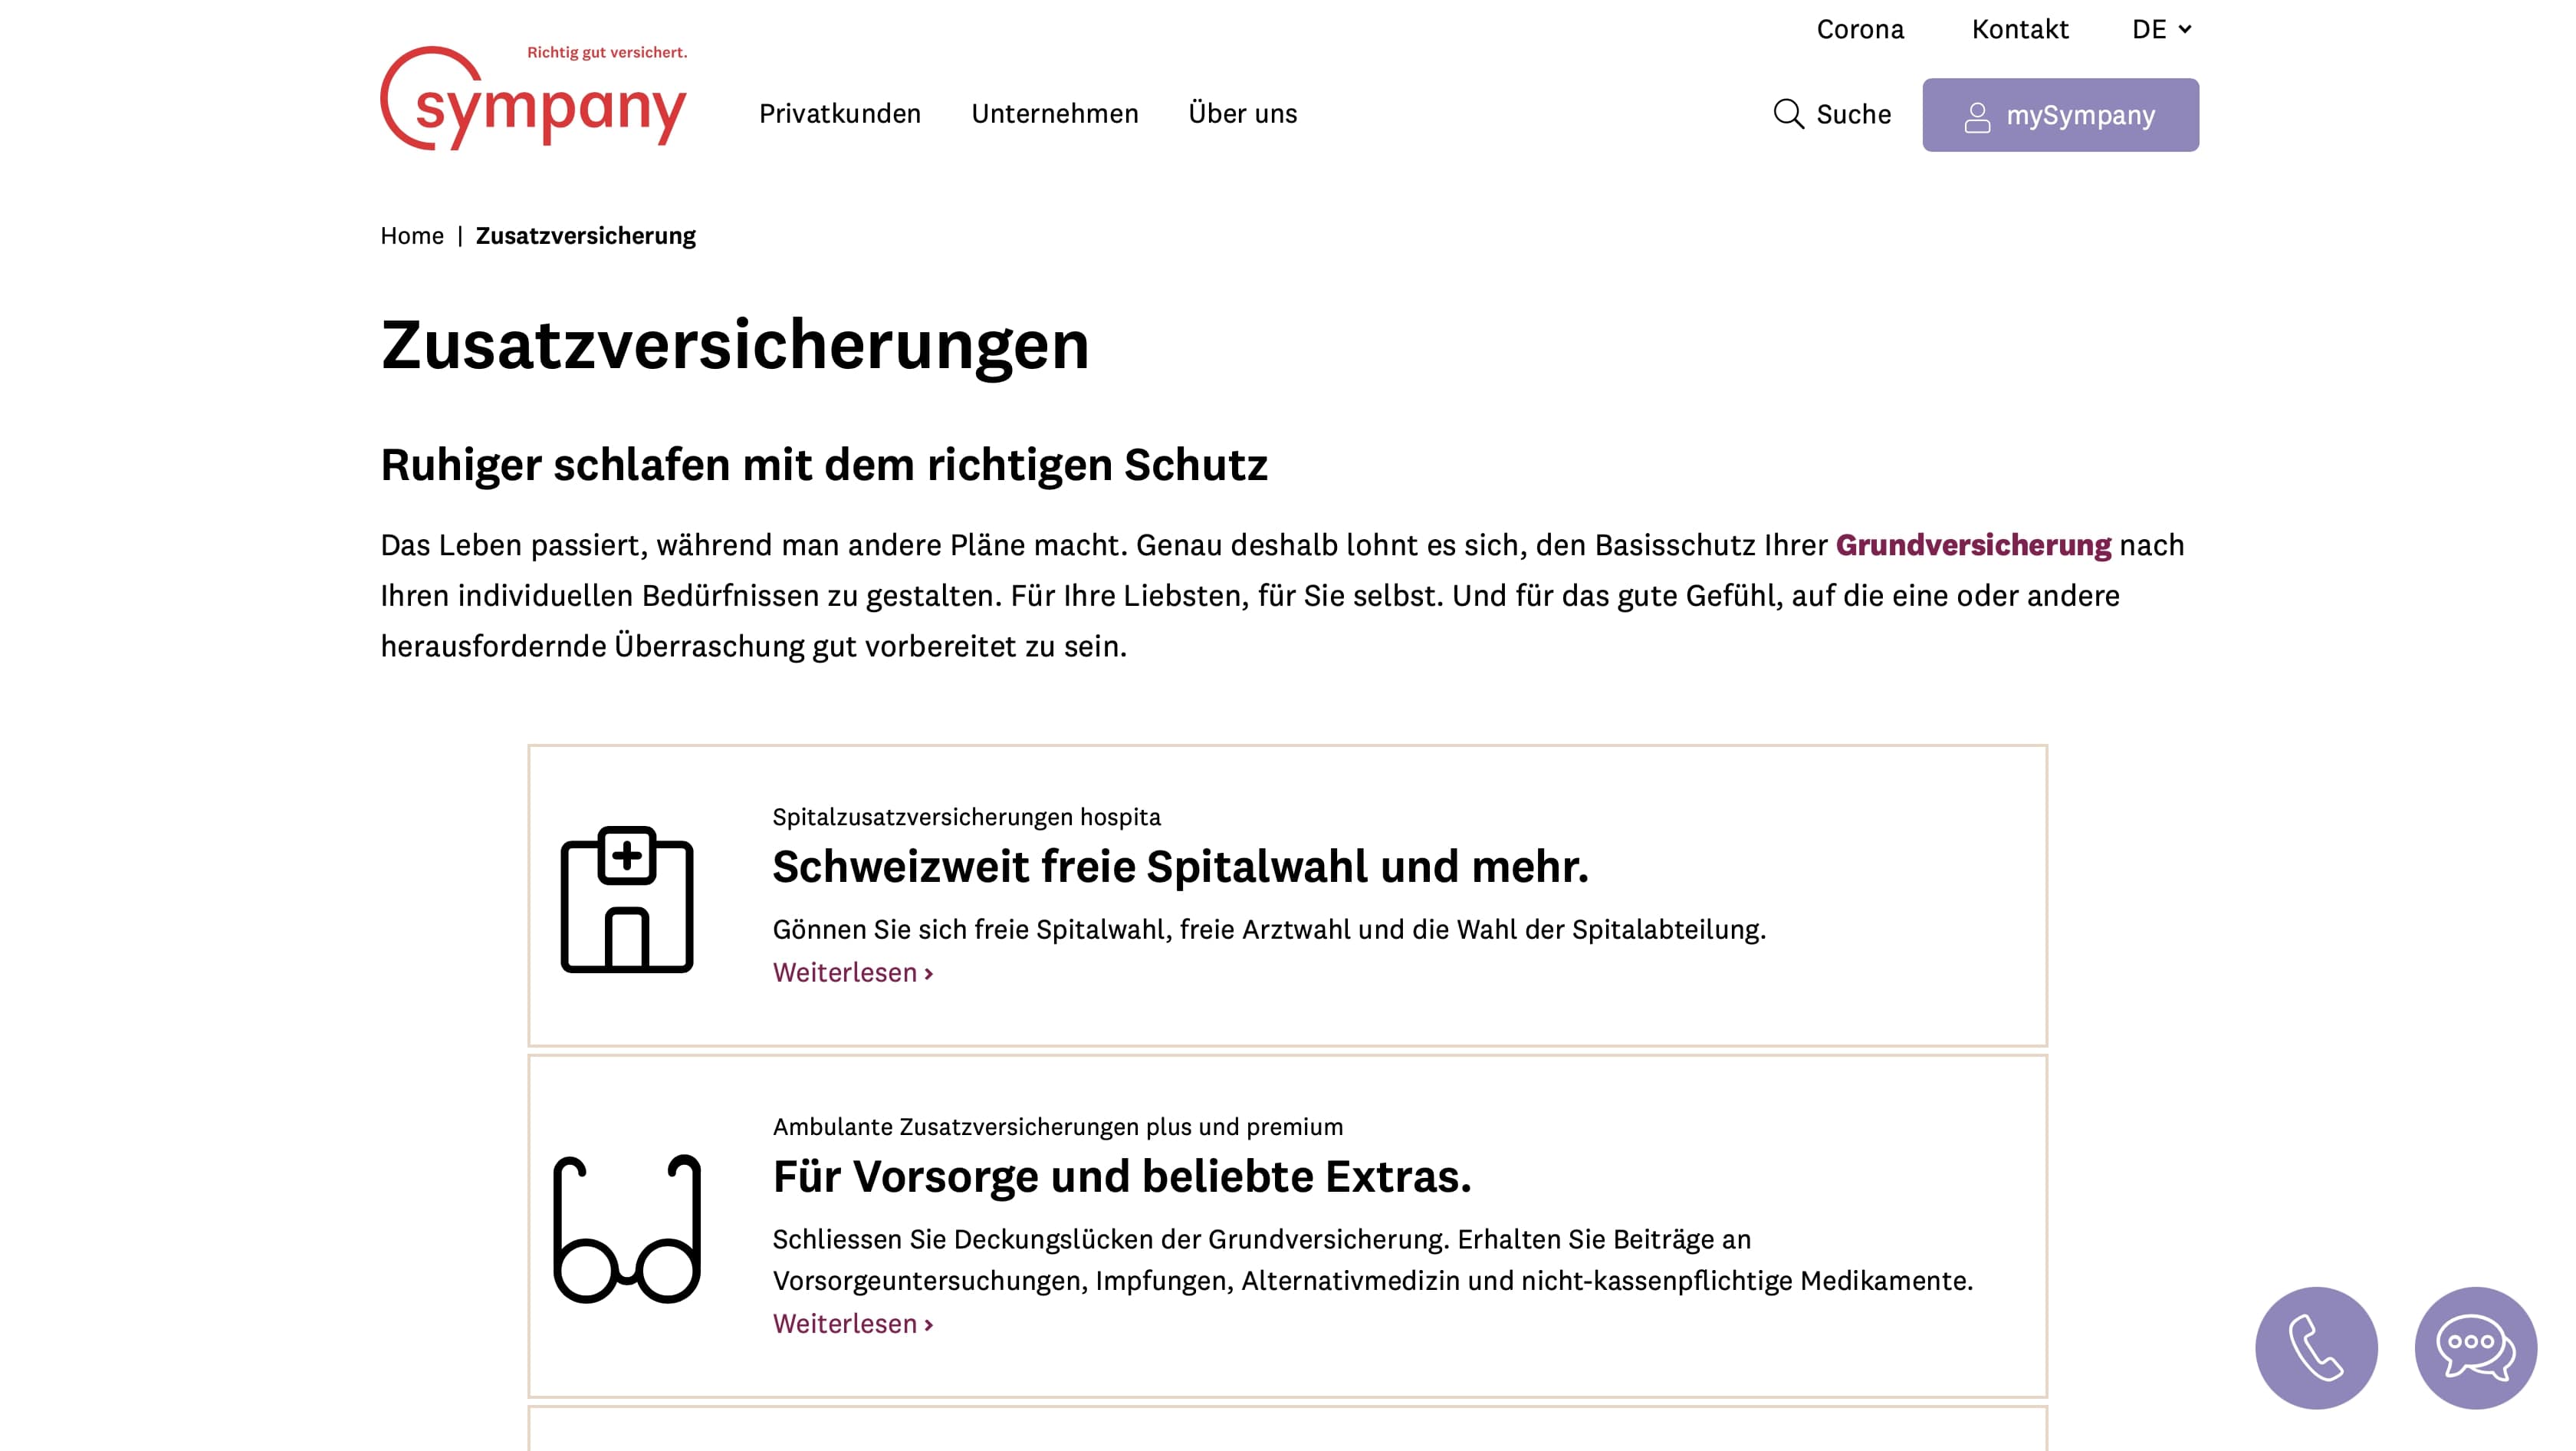 Corona Kontakt DE
Richtig gut versichert.
sympany
Privatkunden Unternehmen Über uns
Suche mySympany
Home | Zusatzversicherung
Zusatzversicherungen
Ruhiger schlafen mit dem richtigen Schutz
Das Leben passiert, während man andere Pläne macht. Genau deshalb lohnt es sich, den Basisschutz Ihrer Grundversicherung nach
Ihren individuellen Bedürfnissen zu gestalten. Für Ihre Liebsten, für Sie selbst. Und für das gute Gefühl, auf die eine oder andere
herausfordernde Überraschung gut vorbereitet zu sein.
Spitalzusatzversicherungen hospita
Schweizweit freie Spitalwahl und mehr.
Gönnen Sie sich freie Spitalwahl, freie Arztwahl und die Wahl der Spitalabteilung.
Weiterlesen ›
Ambulante Zusatzversicherungen plus und premium
Für Vorsorge und beliebte Extras.
Schliessen Sie Deckungslücken der Grundversicherung. Erhalten Sie Beiträge an
Vorsorgeuntersuchungen, Impfungen, Alternativmedizin und nicht-kassenpflichtige Medikamente.
Weiterlesen ›